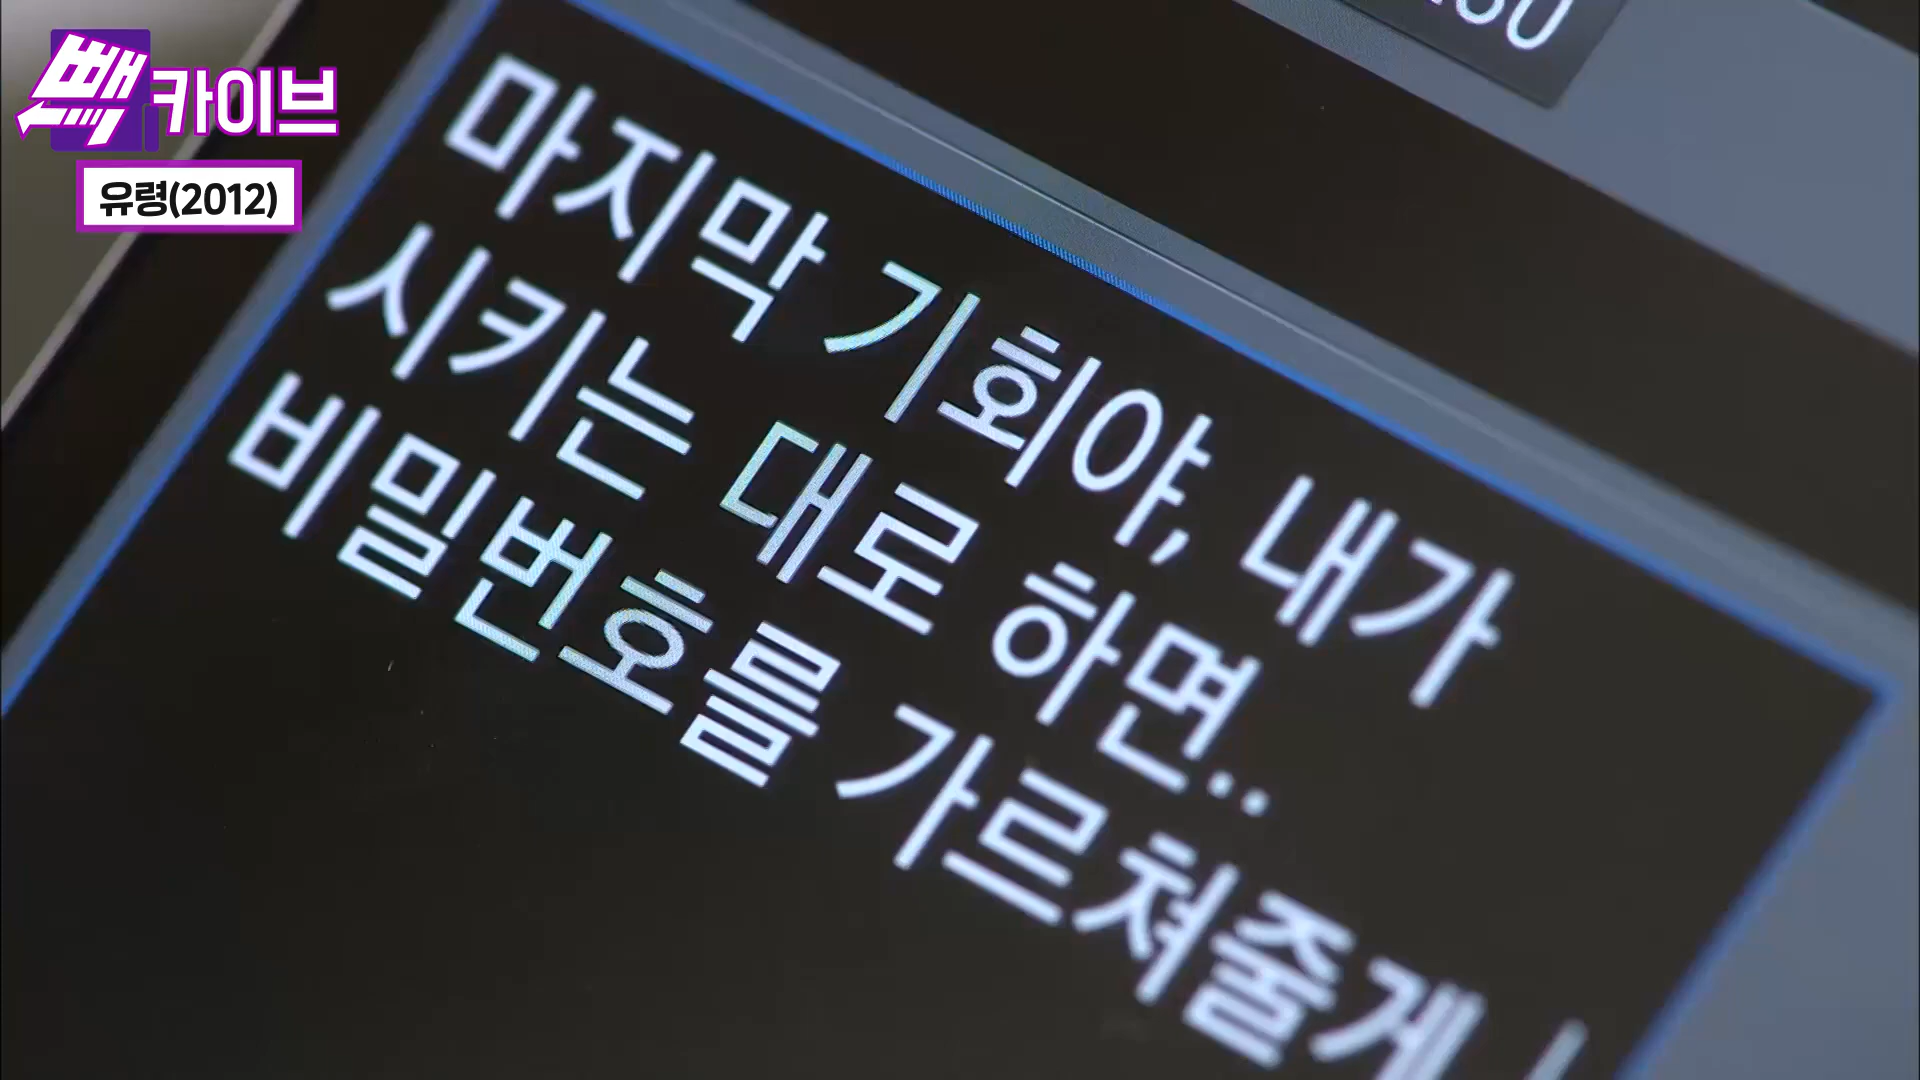 빽카이브
유령(2012)
마지막 기회야, 내가
시키는 대로 하면..
비밀번호를 가르쳐줄게